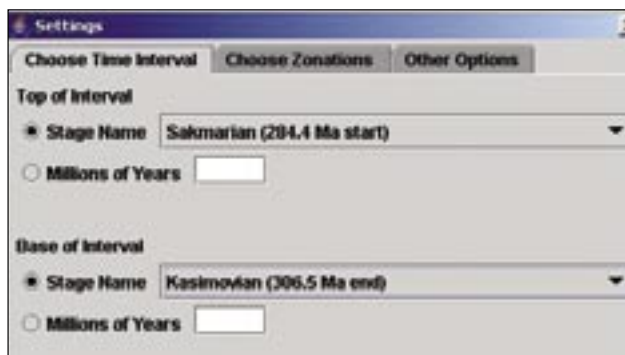 Settings
Choose Time Interval Choose Zonations Other Options
Top of Interval
Stage Name Sakmarian (284.4 Ma start)
Millions of Years
Base of Interval
Stage Name Kasimovian (306.5 Ma end)
Millions of Years